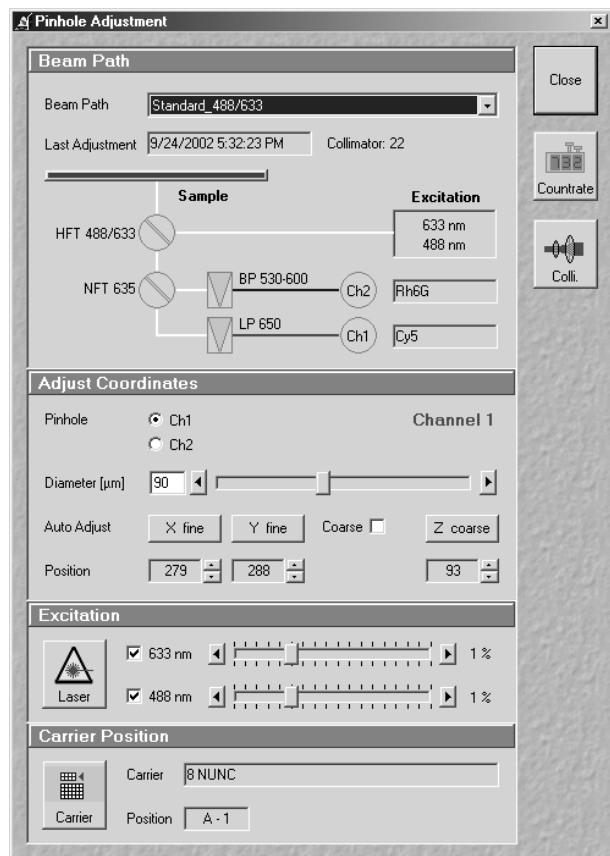 Pinhole Adjustment
Beam Path
Close
Beam Path Standard_488/633
Last Adjustment 9/24/2002 5:32:23 PM Collimator: 22
732
Countrate
Sample Excitation
HFT 488/633 633 nm
488 nm
Colli.
NFT 635 BP 530-600 Ch2 Rh6G
LP 650 Ch1 Cy5
Adjust Coordinates
Pinhole Ch1 Channel 1
Ch2
Diameter [µm] 90
Auto Adjust X fine Y fine Coarse Z coarse
Position 279 288 93
Excitation
633 nm 1 %
Laser 488 nm 1 %
Carrier Position
Carrier 8 NUNC
Carrier Position A - 1